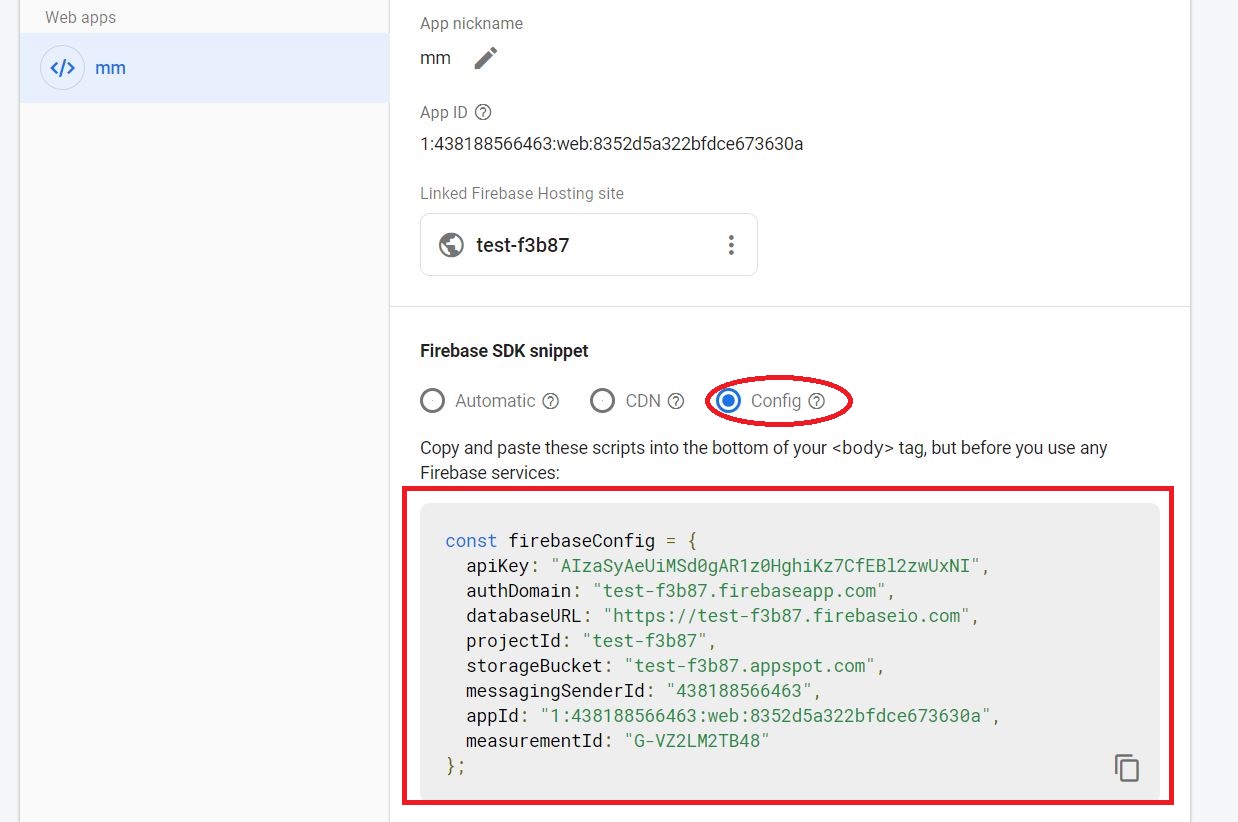 Web apps
mm
App nickname
mm
App ID
1:438188566463:web:8352d5a322bfdce673630a
Linked Firebase Hosting site
test-f3b87
Firebase SDK snippet
Automatic CDN Config
Copy and paste these scripts into the bottom of your <body> tag, but before you use any
Firebase services:
const firebaseConfig = {
apiKey: "AIzaSyAeUiMSd0gAR1z0HghiKz7CfEBl2zwUxNI",
authDomain: "test-f3b87.firebaseapp.com",
databaseURL: "https://test-f3b87.firebaseio.com",
projectId: "test-f3b87",
storageBucket: "test-f3b87.appspot.com",
messagingSenderId: "438188566463",
appId: "1:438188566463:web:8352d5a322bfdce673630a",
measurementId: "G-VZ2LM2TB48"
};